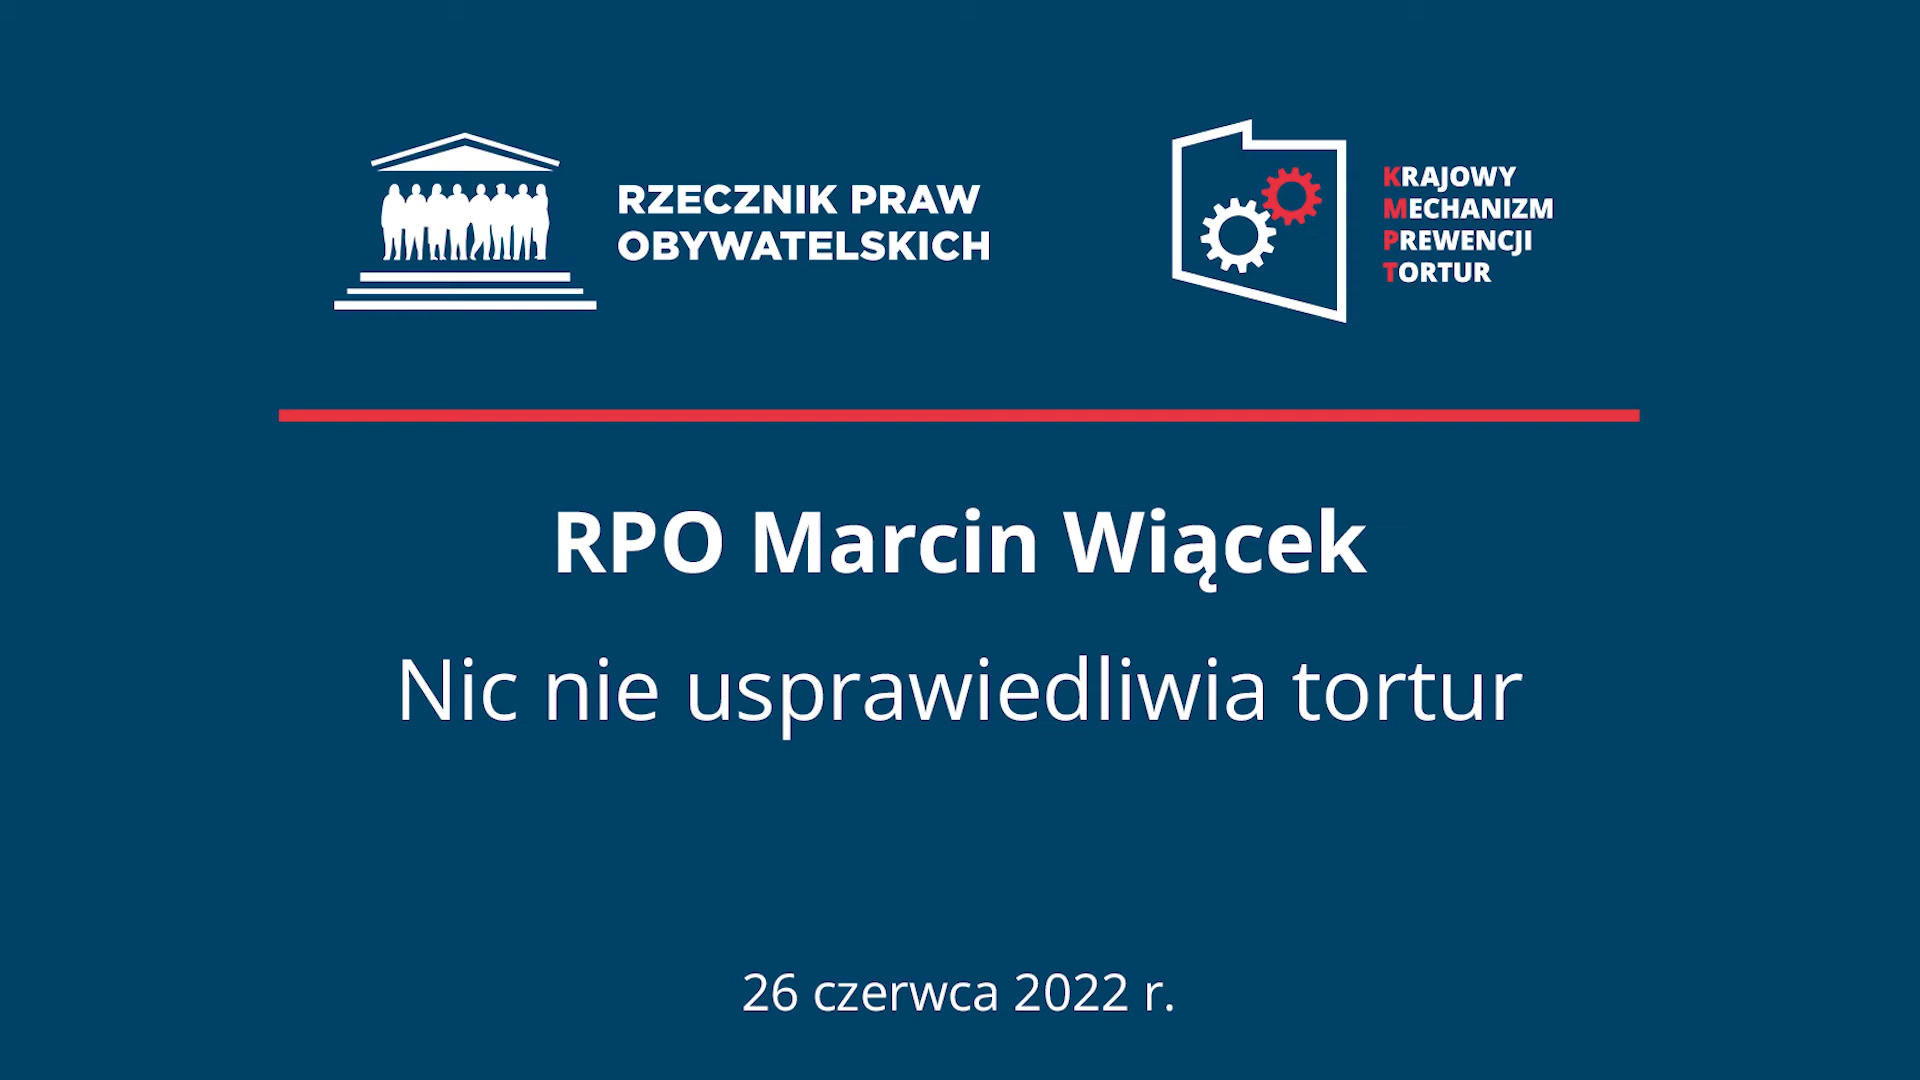 RZECZNIK PRAW
OBYWATELSKICH
KRAJOWY
MECHANIZM
PREWENCJI
TORTUR
RPO Marcin Wiącek
Nic nie usprawiedliwia tortur
26 czerwca 2022 r.